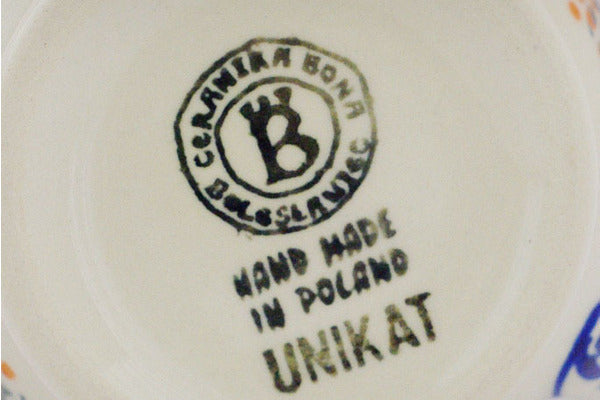 CERAMIKA BONA
B
BOLESLAWIEC
HAND MADE
IN POLAND
UNIKAT